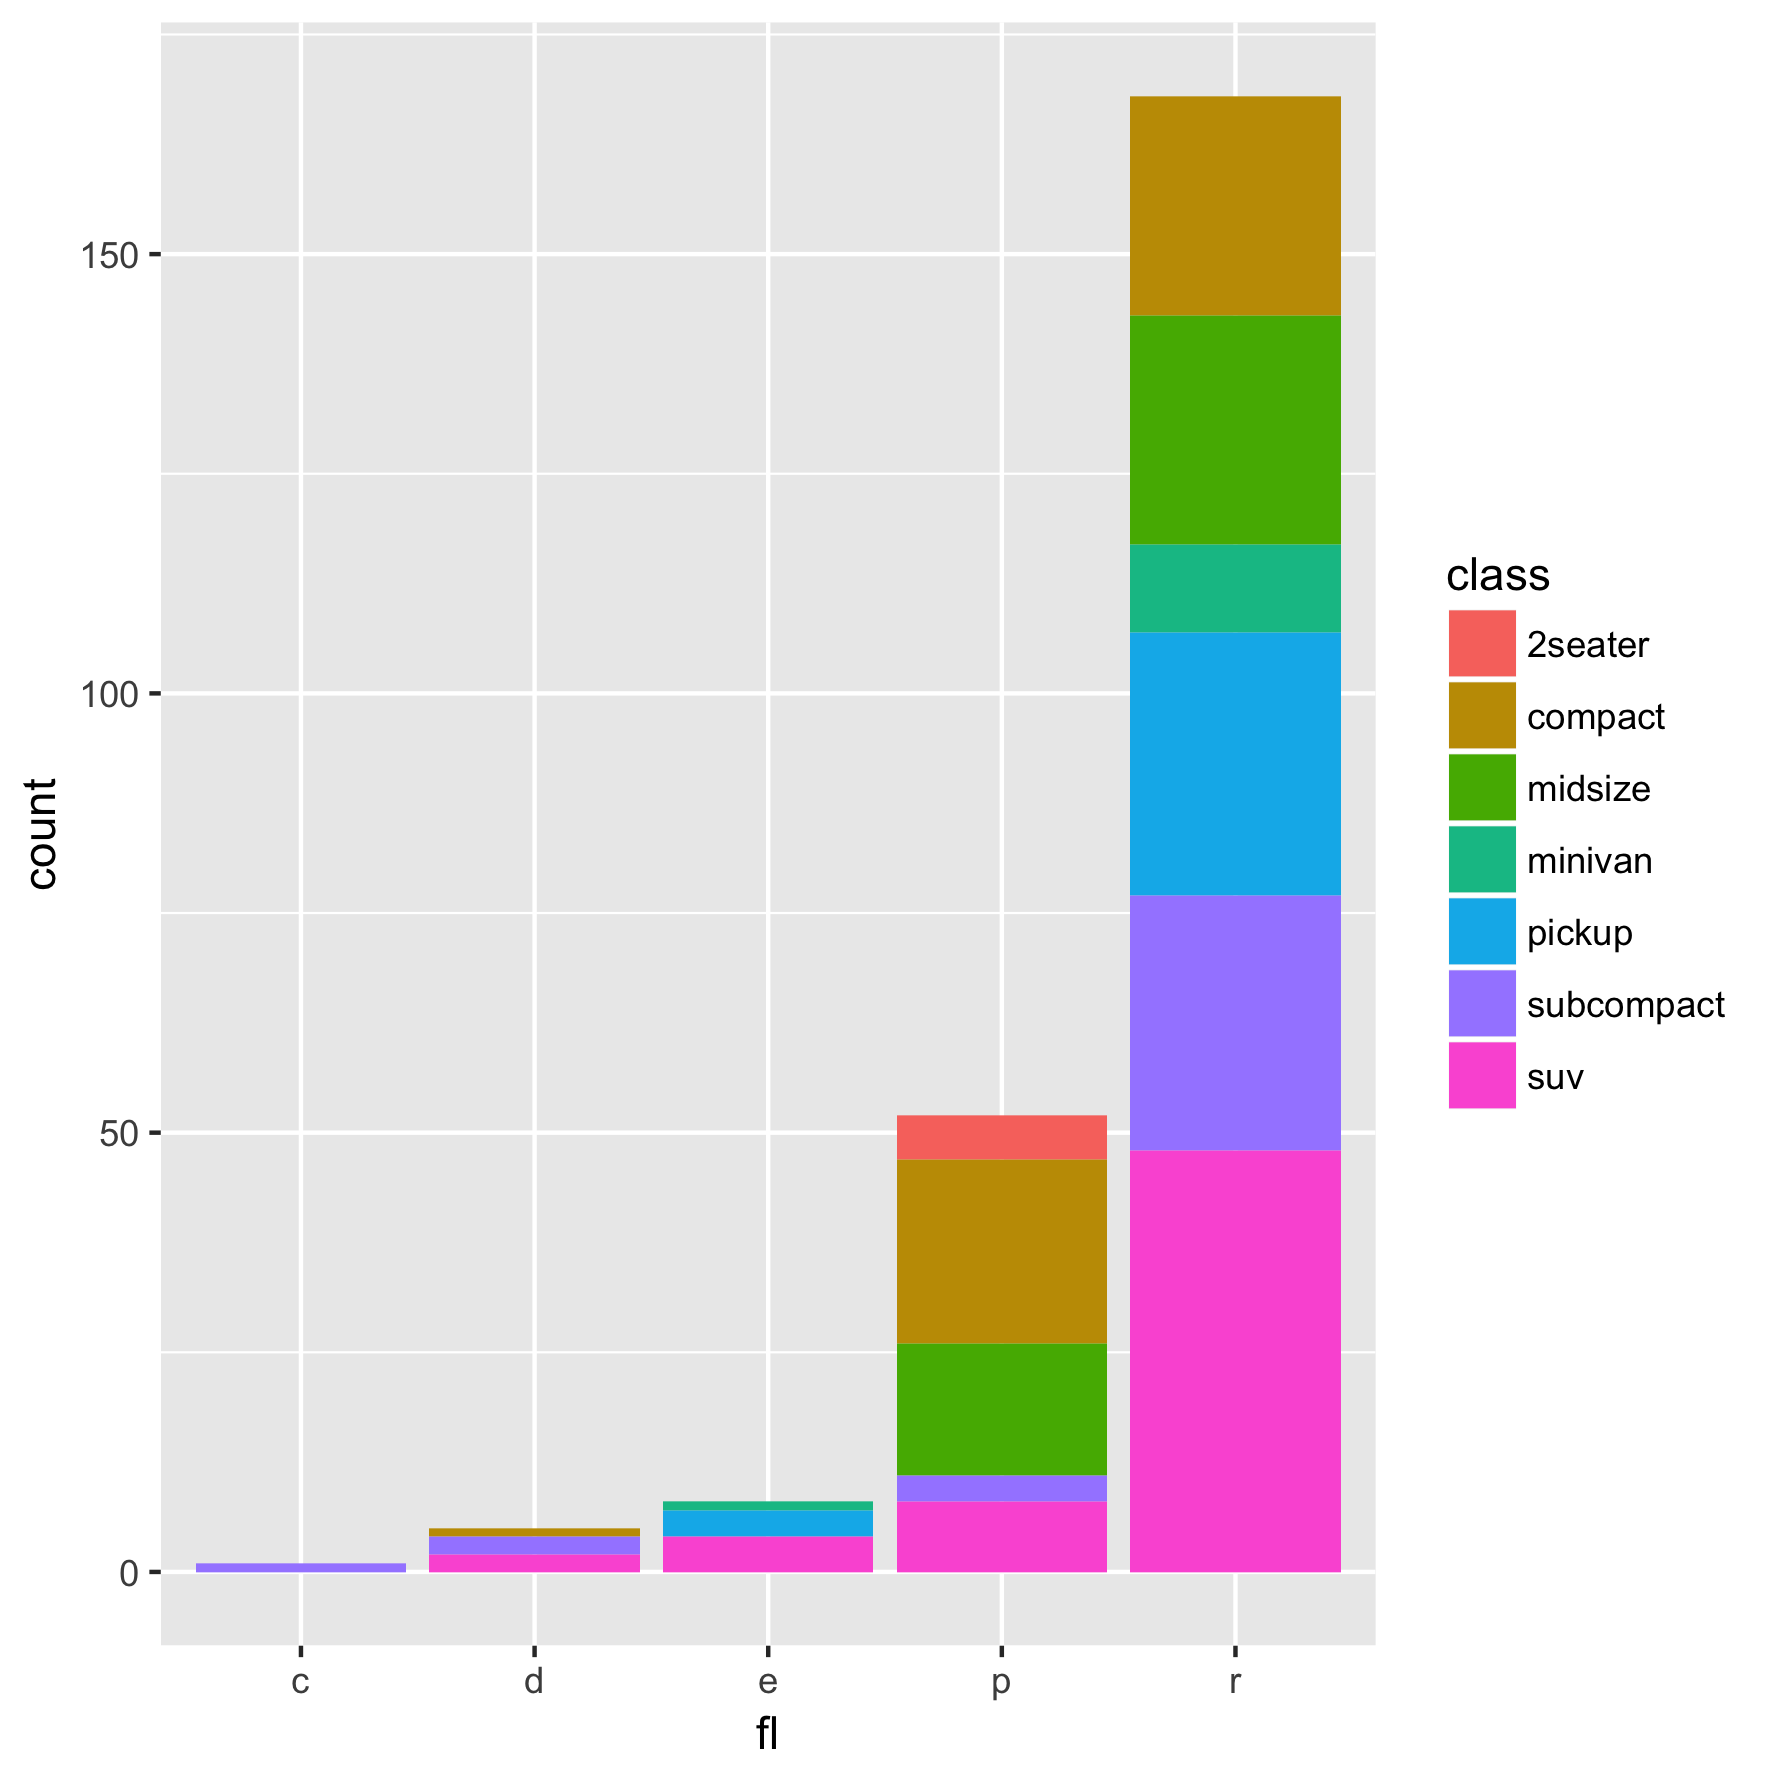 150
100
50
0
count
c d e p r
fl
class
2seater
compact
midsize
minivan
pickup
subcompact
suv